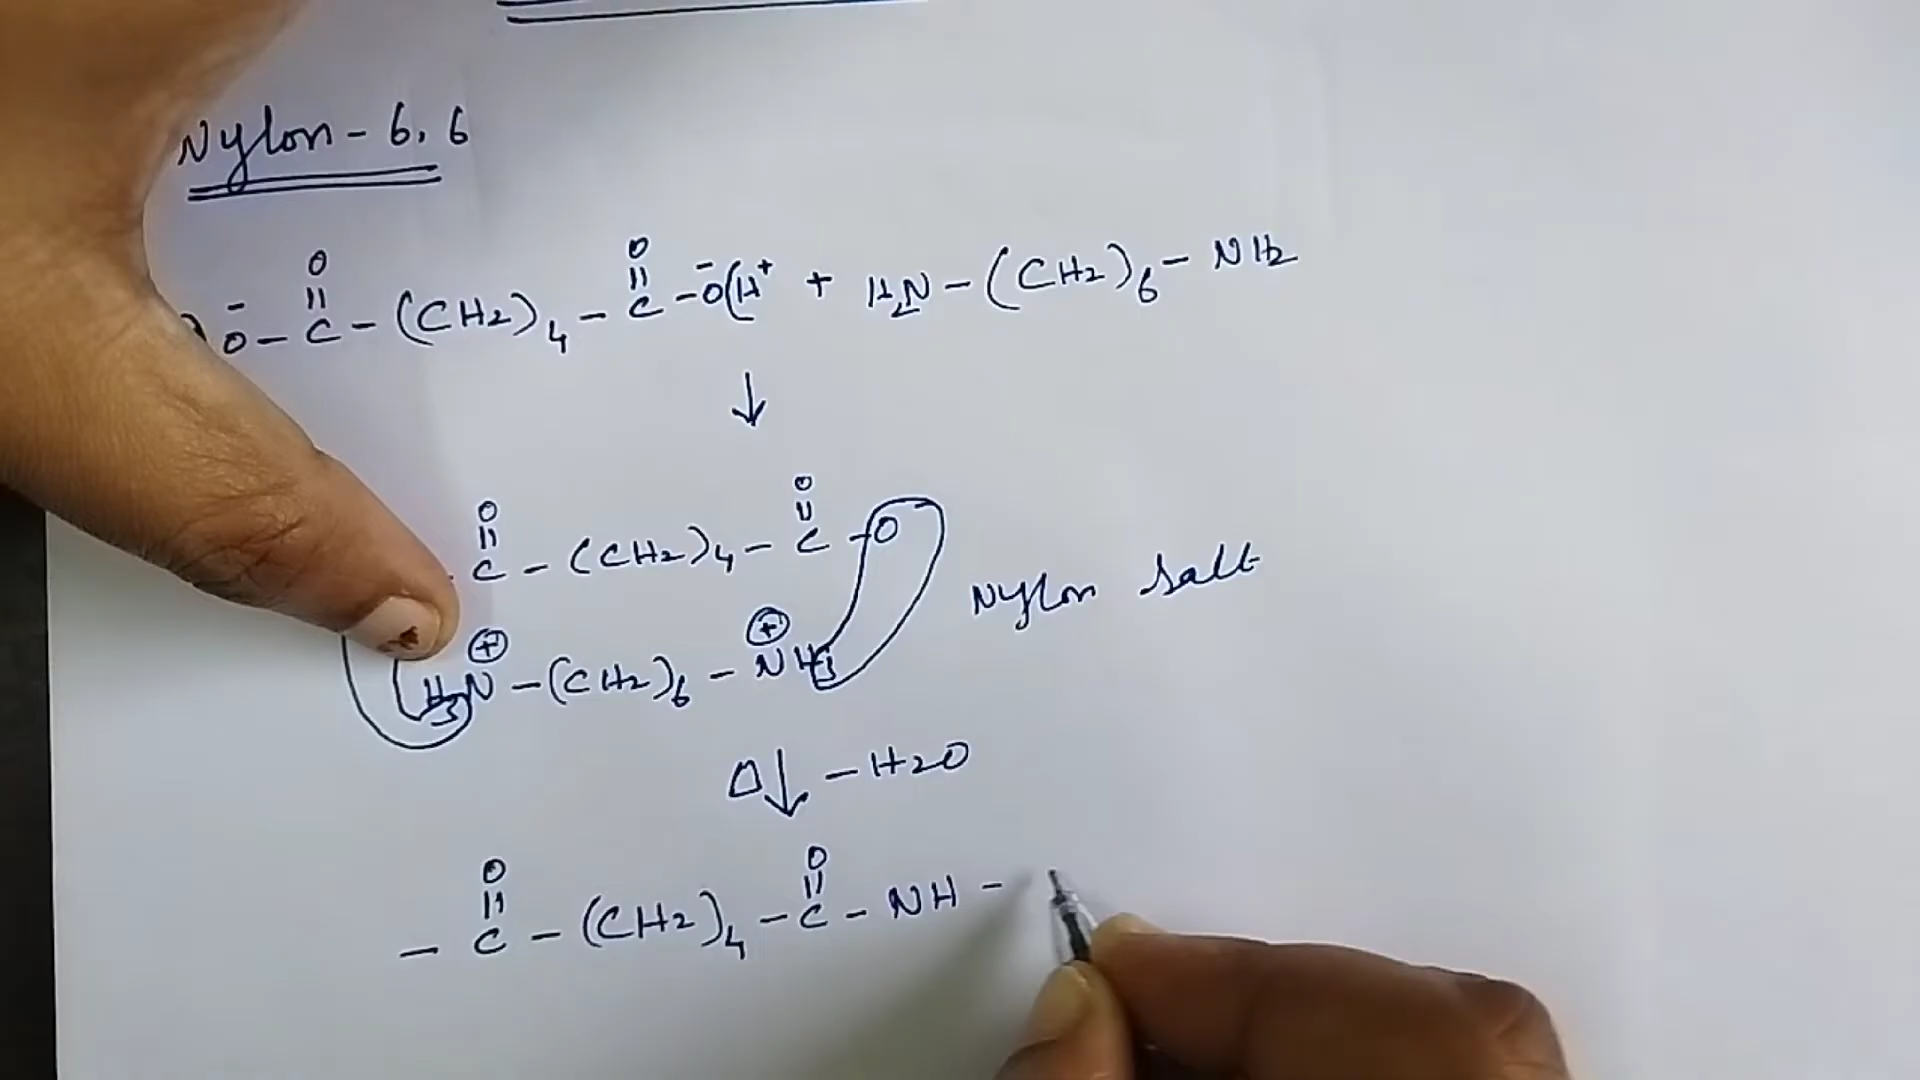 Nylon - 6,6
O O
|| ||
O⁻ - C - (CH2)4 - C - O⁻(H⁺ + H2N - (CH2)6 - NH2
↓
O O
|| ||
C - (CH2)4 - C - O
⊕ ⊕
Nylon salt
H3N - (CH2)6 - NH3
Δ↓ - H2O
O O
|| ||
- C - (CH2)4 - C - NH -